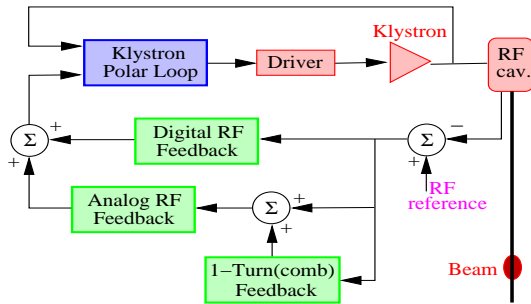 Klystron
Klystron
Polar Loop
Driver
RF
cav.
Σ
+
+
+
Digital RF
Feedback
Σ
−
+
RF
reference
Analog RF
Feedback
Σ
+
+
1−Turn(comb)
Feedback
Beam